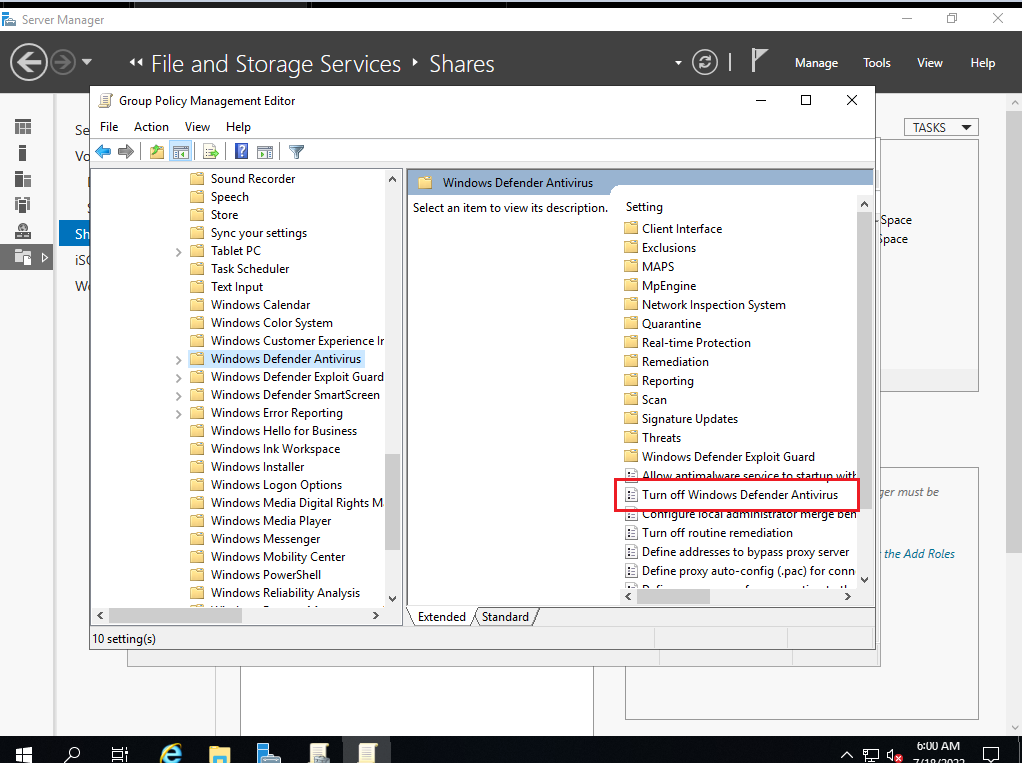 Server Manager
File and Storage Services
Shares
Manage
Tools
View
Help
Group Policy Management Editor
File
Action
View
Help
TASKS
Sound Recorder
Speech
Store
Sync your settings
Tablet PC
Task Scheduler
Text Input
Windows Calendar
Windows Color System
Windows Customer Experience Ir
Windows Defender Antivirus
Windows Defender Exploit Guard
Windows Defender SmartScreen
Windows Error Reporting
Windows Hello for Business
Windows Ink Workspace
Windows Installer
Windows Logon Options
Windows Media Digital Rights M
Windows Media Player
Windows Messenger
Windows Mobility Center
Windows PowerShell
Windows Reliability Analysis
Windows Defender Antivirus
Select an item to view its description.
Setting
Client Interface
Exclusions
MAPS
MpEngine
Network Inspection System
Quarantine
Real-time Protection
Remediation
Reporting
Scan
Signature Updates
Threats
Windows Defender Exploit Guard
Allow antimalware service to startup with
Turn off Windows Defender Antivirus
Configure local administrator merge beh
Turn off routine remediation
Define addresses to bypass proxy server
Define proxy auto-config (.pac) for conn
Extended
Standard
10 setting(s)
Se
Vo
Sh
iSC
Wo
-Space
Space
ger must be
the Add Roles
6:00 AM
7/18/2022